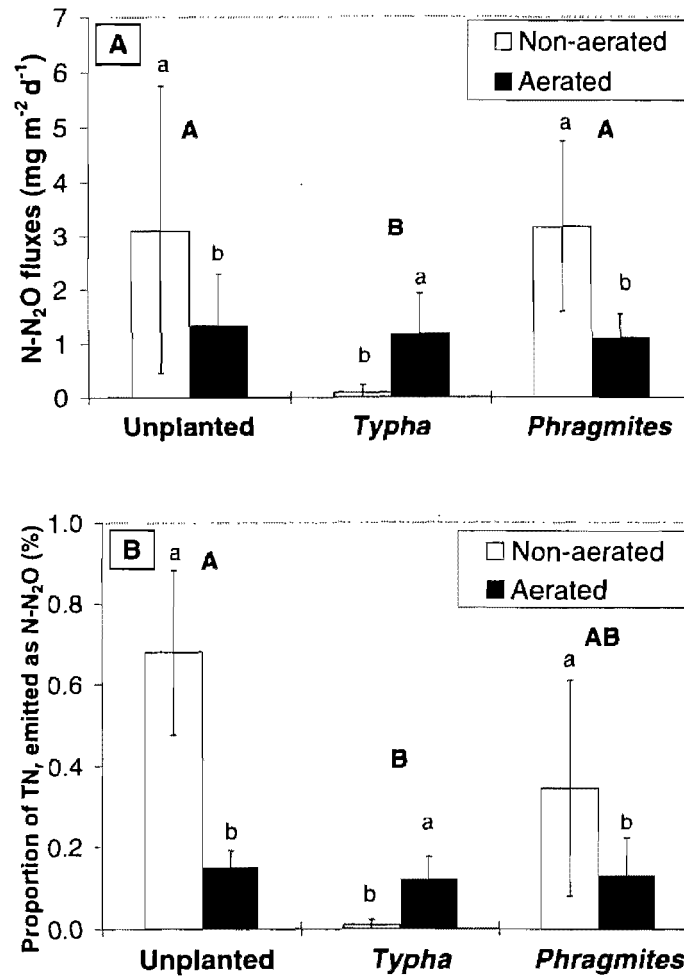 7
A
Non-aerated
Aerated
6
5
4
3
2
1
0
N-N₂O fluxes (mg m⁻² d⁻¹)
a
A
b
B
b
a
a
A
b
Unplanted
Typha
Phragmites
1.0
B
Non-aerated
Aerated
0.8
0.6
0.4
0.2
0.0
Proportion of TNᵣ emitted as N-N₂O (%)
a
A
b
B
b
a
a
AB
b
Unplanted
Typha
Phragmites